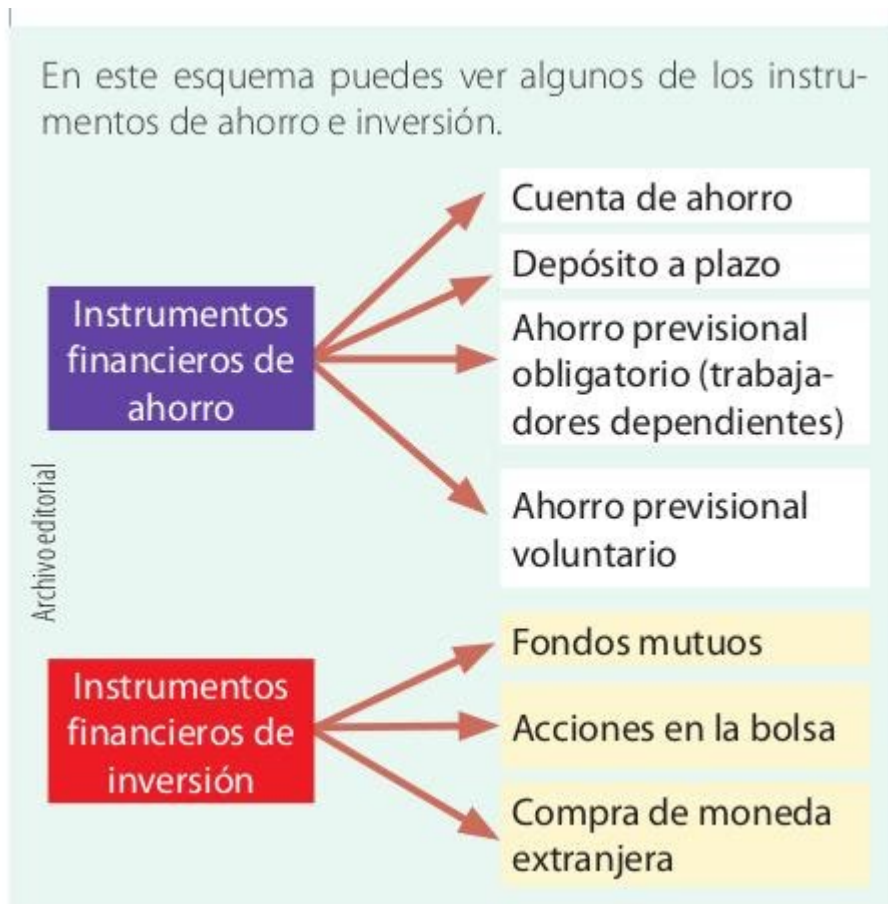 En este esquema puedes ver algunos de los instru-
mentos de ahorro e inversión.
Instrumentos
financieros de
ahorro
Cuenta de ahorro
Depósito a plazo
Ahorro previsional
obligatorio (trabaja-
dores dependientes)
Ahorro previsional
voluntario
Archivo editorial
Instrumentos
financieros de
inversión
Fondos mutuos
Acciones en la bolsa
Compra de moneda
extranjera